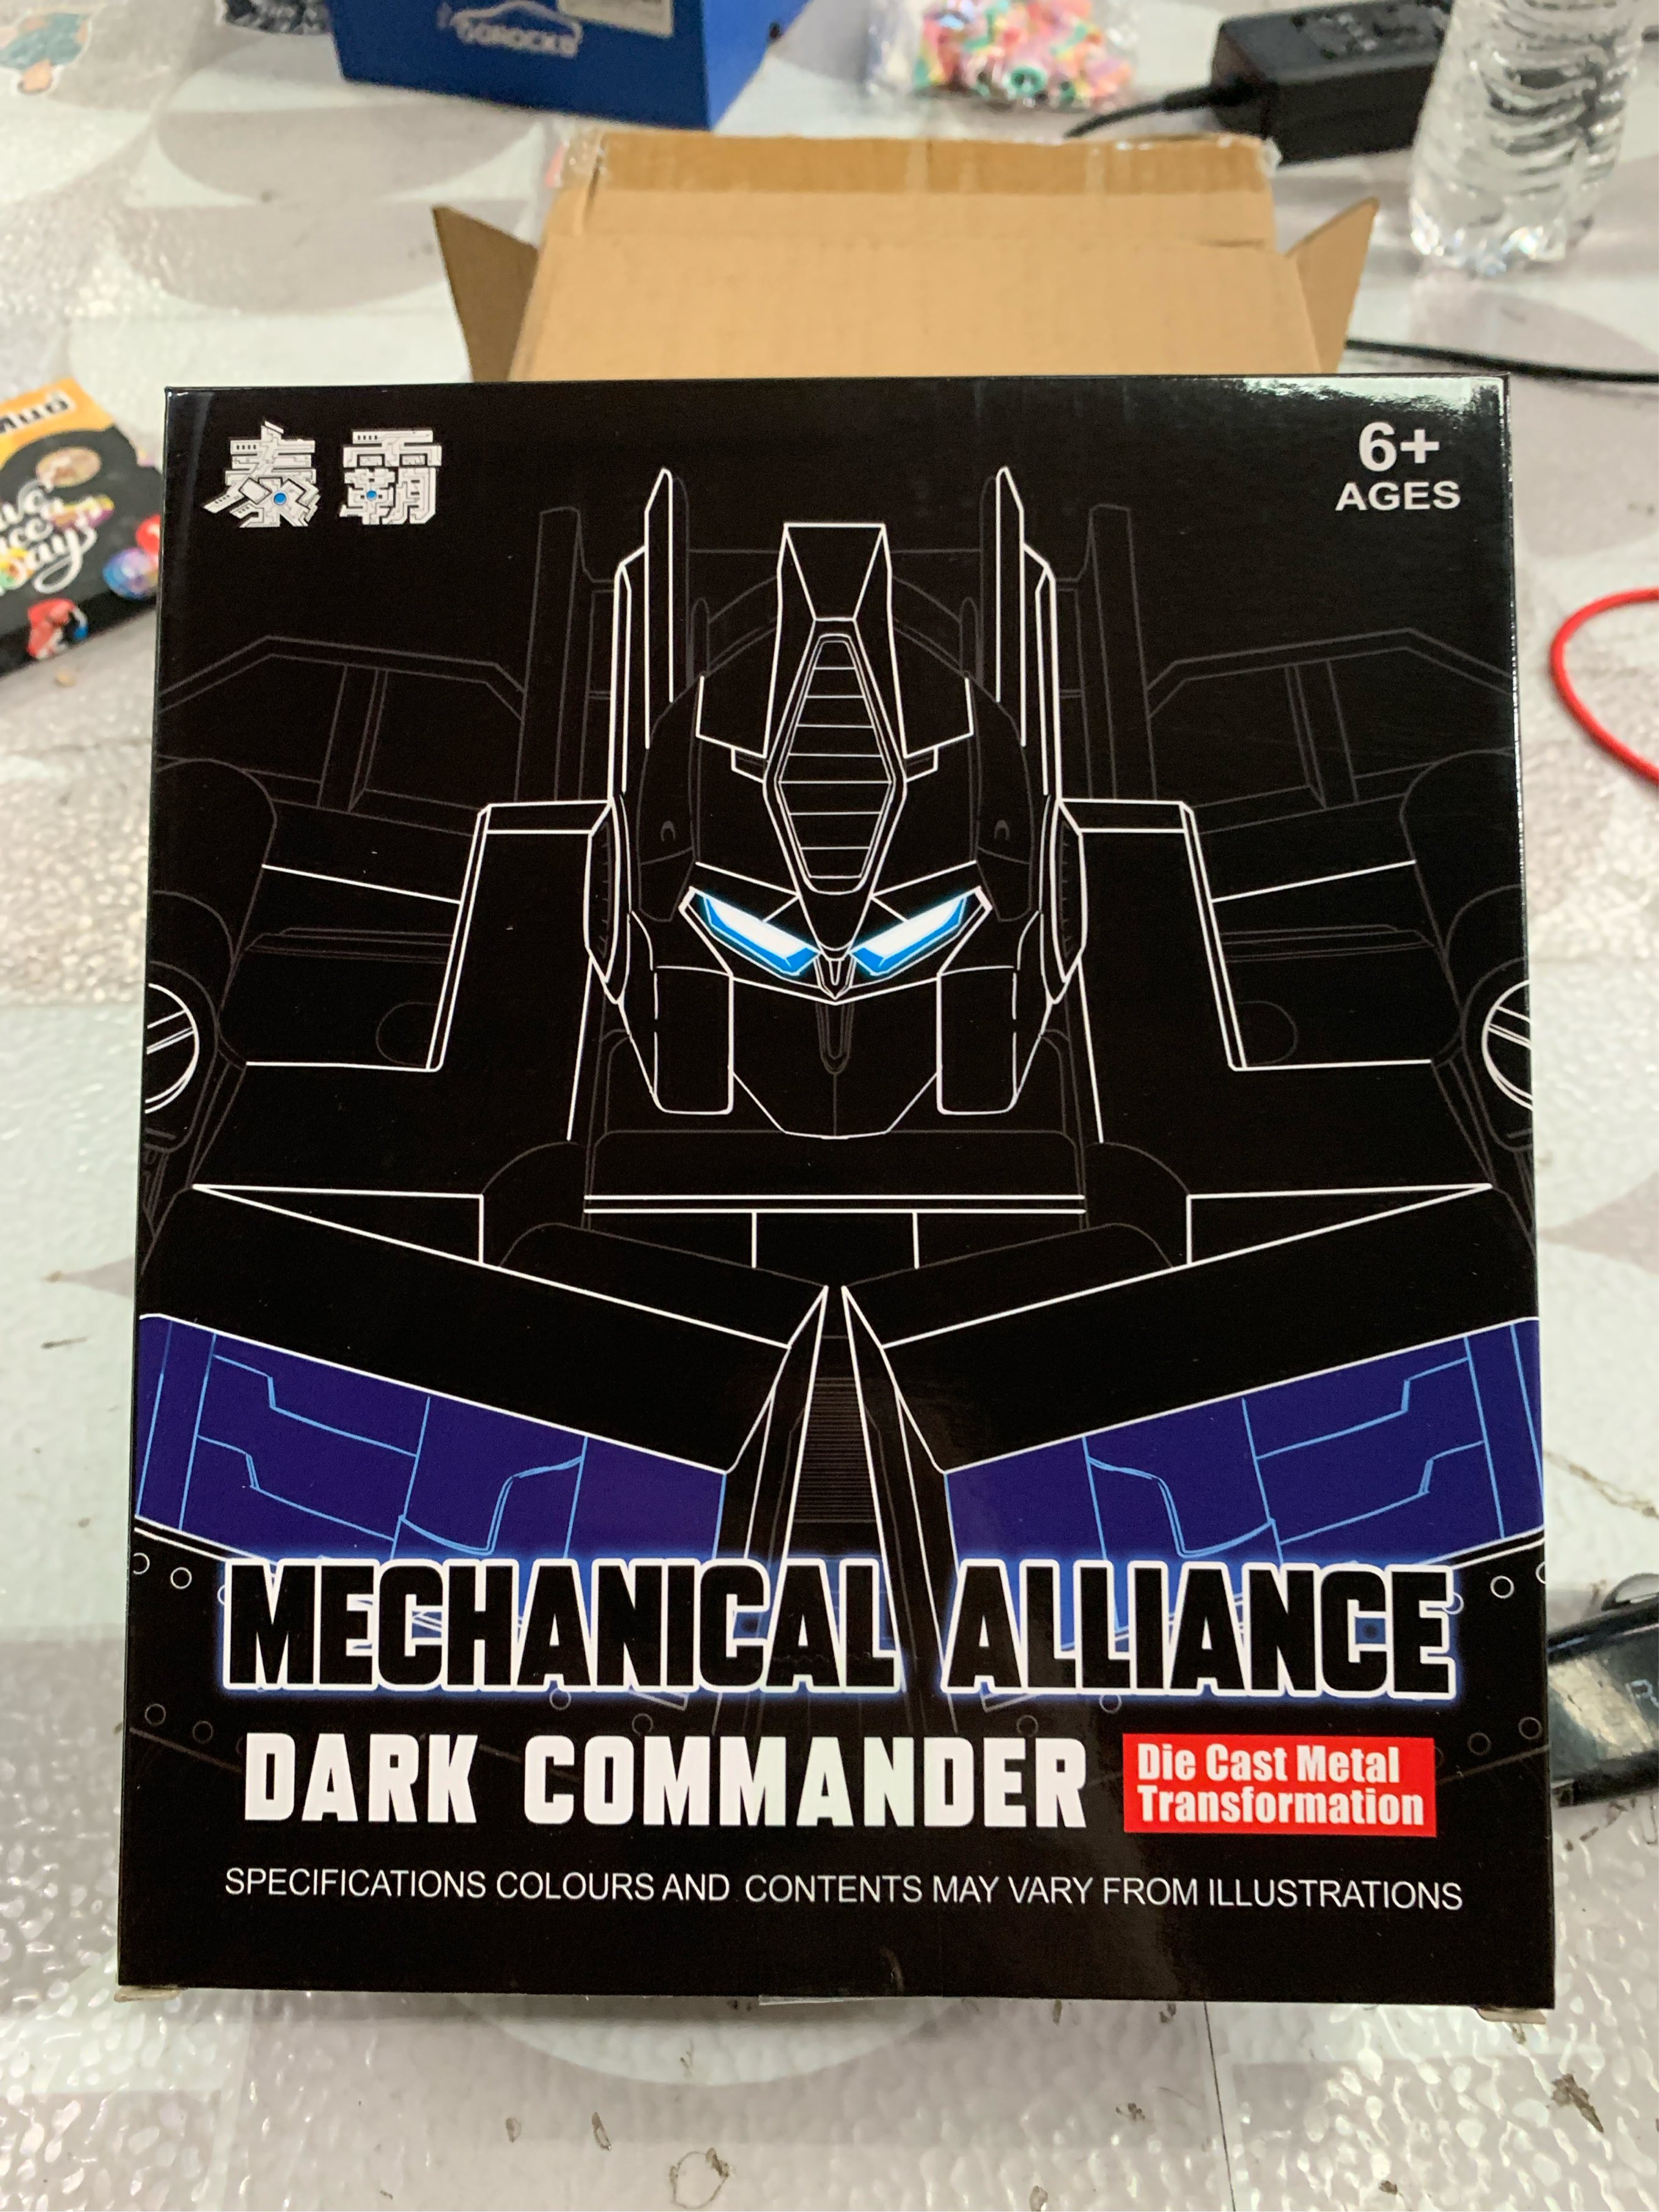 泰霸
6+
AGES
MECHANICAL ALLIANCE
DARK COMMANDER
Die Cast Metal
Transformation
SPECIFICATIONS COLOURS AND CONTENTS MAY VARY FROM ILLUSTRATIONS